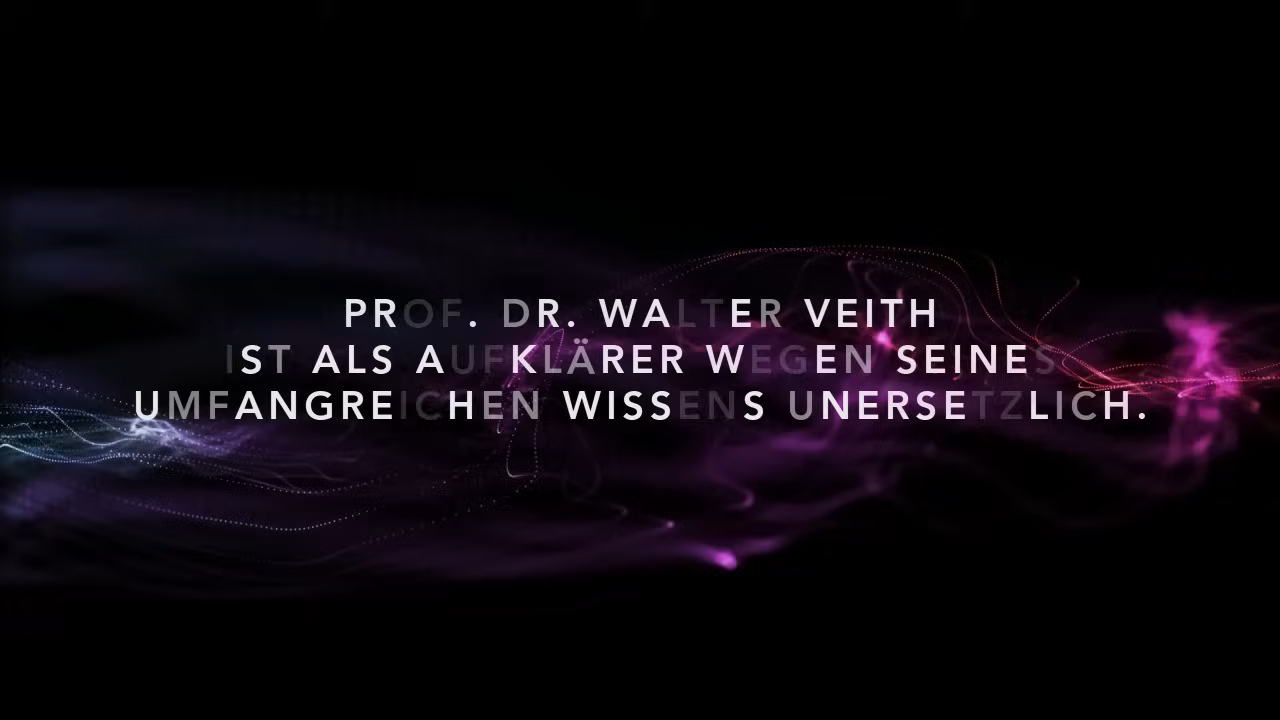 PROF. DR. WALTER VEITH
IST ALS AUFKLÄRER WEGEN SEINES
UMFANGREICHEN WISSENS UNERSETZLICH.